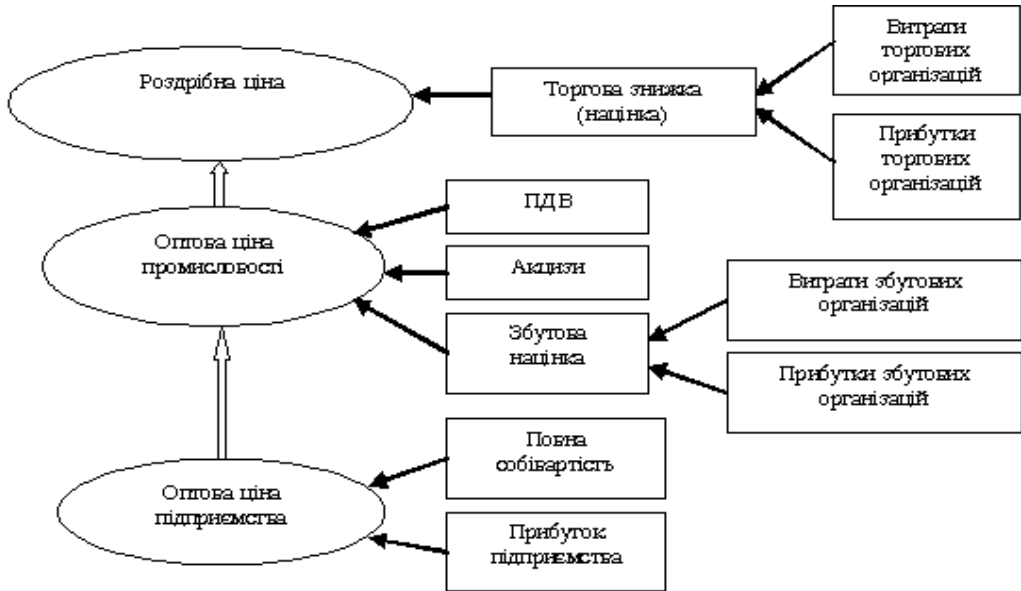 Роздрібна ціна
Торгова знижка
(націнка)
Витрати
торгових
організацій
Прибутки
торгових
організацій
Оптова ціна
промисловості
ПДВ
Акцизи
Збутова
націнка
Витрати збутових
організацій
Прибутки збутових
організацій
Оптова ціна
підприємства
Повна
собівартість
Прибуток
підприємства